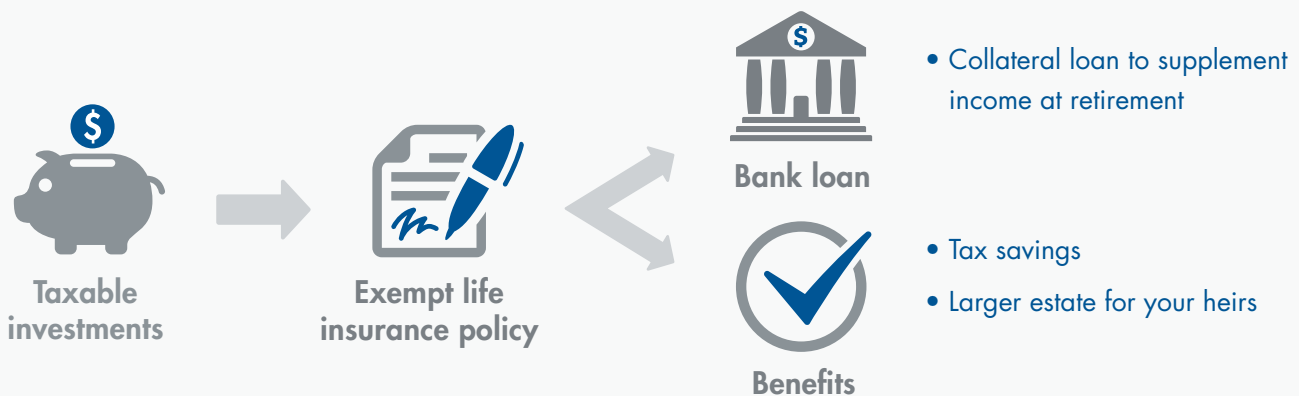 Taxable
investments
Exempt life
insurance policy
Bank loan
• Collateral loan to supplement
income at retirement
Benefits
• Tax savings
• Larger estate for your heirs